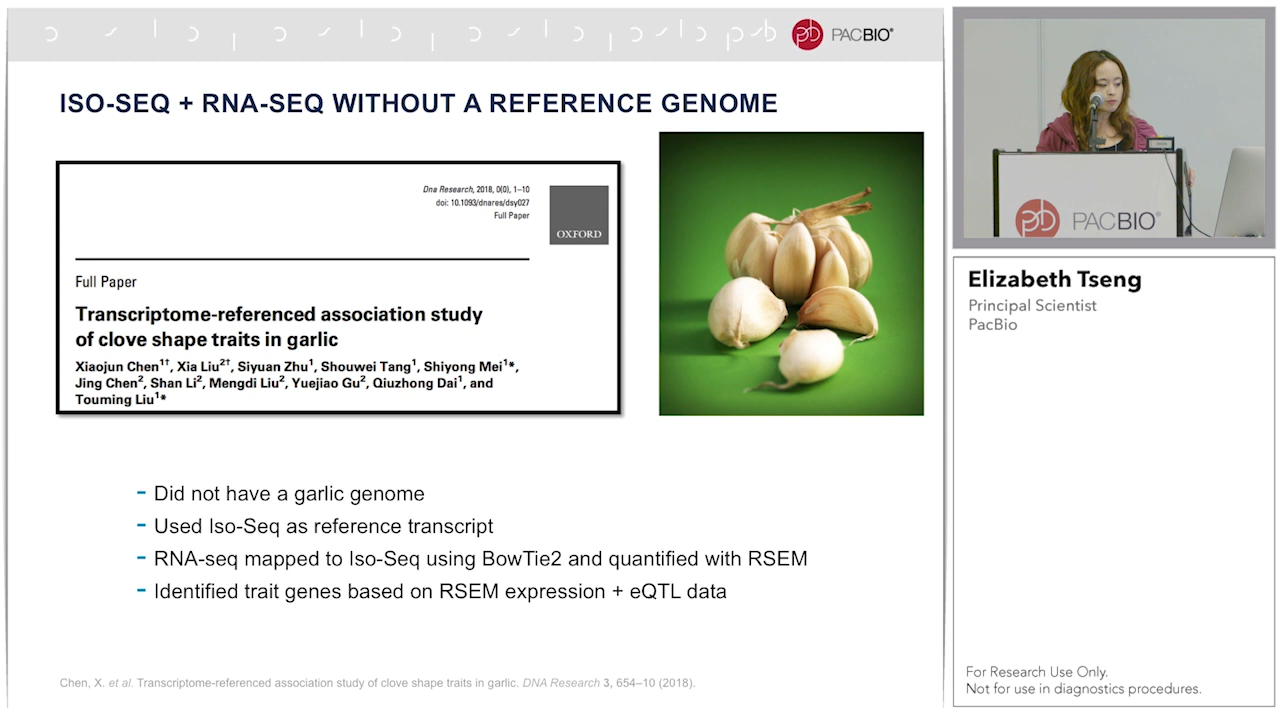 PACBIO®
ISO-SEQ + RNA-SEQ WITHOUT A REFERENCE GENOME
Dna Research, 2018, 0(0), 1–10
doi: 10.1093/dnares/dsy027
Full Paper
OXFORD
Full Paper
Transcriptome-referenced association study
of clove shape traits in garlic
Xiaojun Chen1†, Xia Liu2†, Siyuan Zhu1, Shouwei Tang1, Shiyong Mei1*,
Jing Chen2, Shan Li2, Mengdi Liu2, Yuejiao Gu2, Qiuzhong Dai1, and
Touming Liu1*
- Did not have a garlic genome
- Used Iso-Seq as reference transcript
- RNA-seq mapped to Iso-Seq using BowTie2 and quantified with RSEM
- Identified trait genes based on RSEM expression + eQTL data
Chen, X. et al. Transcriptome-referenced association study of clove shape traits in garlic. DNA Research 3, 654–10 (2018).
PACBIO®
Elizabeth Tseng
Principal Scientist
PacBio
For Research Use Only.
Not for use in diagnostics procedures.